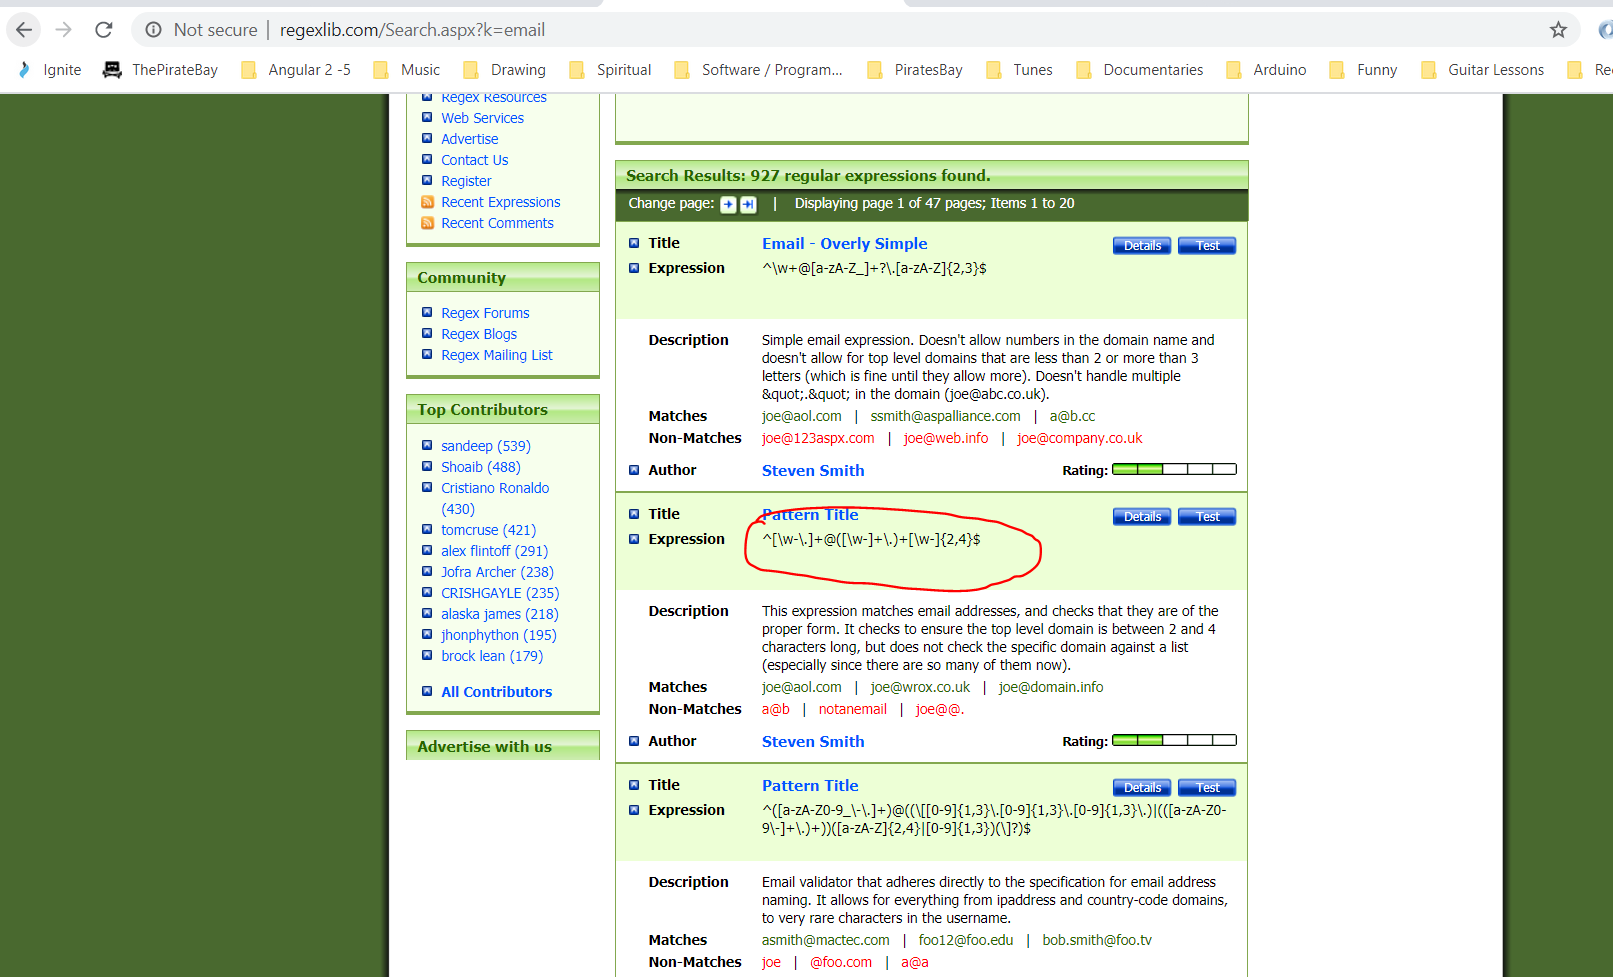 Not secure | regexlib.com/Search.aspx?k=email
Ignite ThePirateBay Angular 2 -5 Music Drawing Spiritual Software / Program... PiratesBay Tunes Documentaries Arduino Funny Guitar Lessons
Regex Resources
Web Services
Advertise
Contact Us
Register
Recent Expressions
Recent Comments
Community
Regex Forums
Regex Blogs
Regex Mailing List
Top Contributors
sandeep (539)
Shoaib (488)
Cristiano Ronaldo
(430)
tomcruse (421)
alex flintoff (291)
Jofra Archer (238)
CRISHGAYLE (235)
alaska james (218)
jhonphython (195)
brock lean (179)
All Contributors
Advertise with us
Search Results: 927 regular expressions found.
Change page: | Displaying page 1 of 47 pages; Items 1 to 20
Title Email - Overly Simple Details Test
Expression ^\w+@[a-zA-Z_]+?\.[a-zA-Z]{2,3}$
Description Simple email expression. Doesn't allow numbers in the domain name and
doesn't allow for top level domains that are less than 2 or more than 3
letters (which is fine until they allow more). Doesn't handle multiple
&quot;.&quot; in the domain (joe@abc.co.uk).
Matches joe@aol.com | ssmith@aspalliance.com | a@b.cc
Non-Matches joe@123aspx.com | joe@web.info | joe@company.co.uk
Author Steven Smith Rating:
Title Pattern Title Details Test
Expression ^[\w-\.]+@([\w-]+\.)+[\w-]{2,4}$
Description This expression matches email addresses, and checks that they are of the
proper form. It checks to ensure the top level domain is between 2 and 4
characters long, but does not check the specific domain against a list
(especially since there are so many of them now).
Matches joe@aol.com | joe@wrox.co.uk | joe@domain.info
Non-Matches a@b | notanemail | joe@@.
Author Steven Smith Rating:
Title Pattern Title Details Test
Expression ^([a-zA-Z0-9_\-\.]+)@((\[[0-9]{1,3}\.[0-9]{1,3}\.[0-9]{1,3}\.)|(([a-zA-Z0-
9\-]+\.)+))([a-zA-Z]{2,4}|[0-9]{1,3})(\]?)$
Description Email validator that adheres directly to the specification for email address
naming. It allows for everything from ipaddress and country-code domains,
to very rare characters in the username.
Matches asmith@mactec.com | foo12@foo.edu | bob.smith@foo.tv
Non-Matches joe | @foo.com | a@a